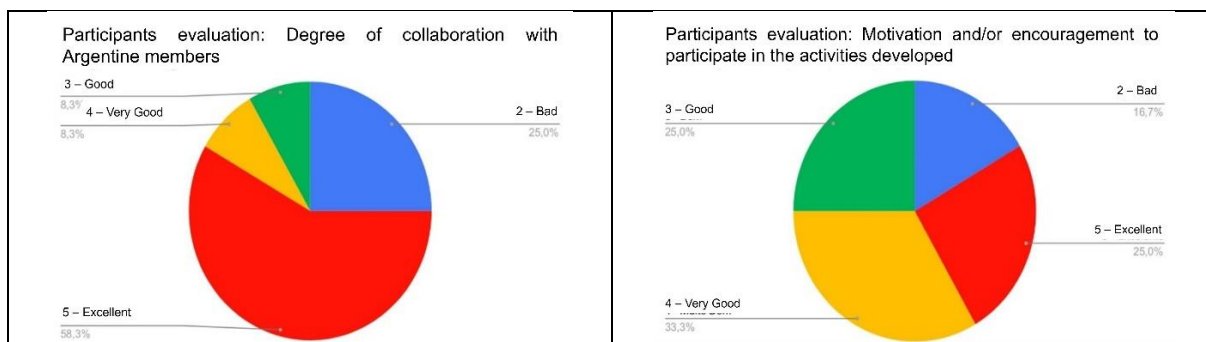 Participants evaluation: Degree of collaboration with
Argentine members
3 – Good
8,3%
4 – Very Good
8,3%
2 – Bad
25,0%
5 – Excellent
58,3%
Participants evaluation: Motivation and/or encouragement to
participate in the activities developed
2 – Bad
16,7%
3 – Good
25,0%
5 – Excellent
25,0%
4 – Very Good
33,3%